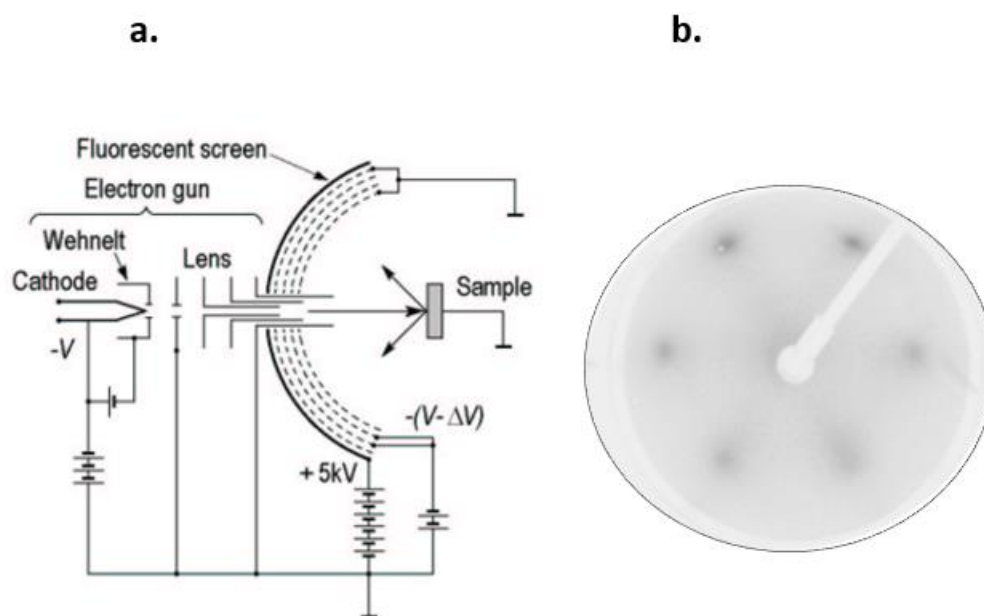 a.
b.
Fluorescent screen
Electron gun
Wehnelt
Lens
Cathode
Sample
-V
-(V- ΔV)
+ 5kV